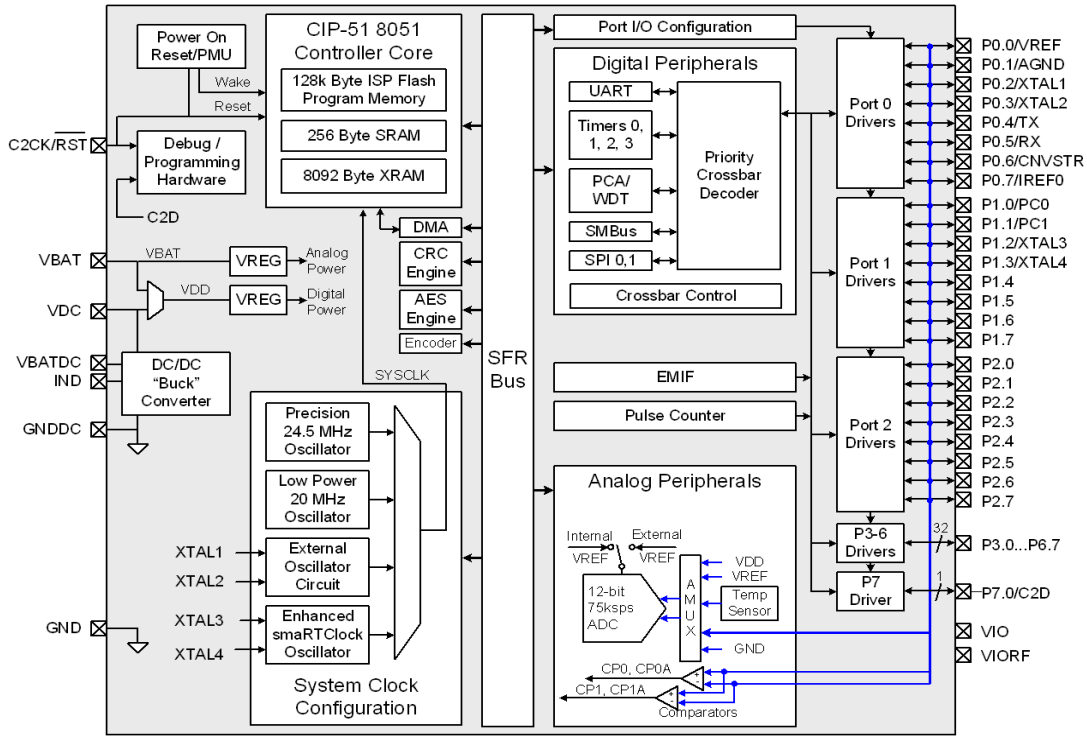 Power On
Reset/PMU
Wake
Reset
C2CK/RST
Debug /
Programming
Hardware
C2D
CIP-51 8051
Controller Core
128k Byte ISP Flash
Program Memory
256 Byte SRAM
8092 Byte XRAM
DMA
CRC
Engine
AES
Engine
Encoder
VBAT
VBAT
VREG
Analog
Power
VDC
VDD
VREG
Digital
Power
VBATDC
IND
DC/DC
"Buck"
Converter
GNDDC
SYSCLK
Precision
24.5 MHz
Oscillator
Low Power
20 MHz
Oscillator
XTAL1
XTAL2
External
Oscillator
Circuit
XTAL3
XTAL4
Enhanced
smaRTClock
Oscillator
GND
System Clock
Configuration
SFR
Bus
Port I/O Configuration
Digital Peripherals
UART
Timers 0,
1, 2, 3
PCA/
WDT
SMBus
SPI 0,1
Priority
Crossbar
Decoder
Crossbar Control
EMIF
Pulse Counter
Analog Peripherals
Internal
VREF
External
VREF
12-bit
75ksps
ADC
A
M
U
X
VDD
VREF
Temp
Sensor
GND
CP0, CP0A
CP1, CP1A
+
-
+
-
Comparators
Port 0
Drivers
Port 1
Drivers
Port 2
Drivers
P3-6
Drivers
P7
Driver
32
1
P0.0/VREF
P0.1/AGND
P0.2/XTAL1
P0.3/XTAL2
P0.4/TX
P0.5/RX
P0.6/CNVSTR
P0.7/IREF0
P1.0/PC0
P1.1/PC1
P1.2/XTAL3
P1.3/XTAL4
P1.4
P1.5
P1.6
P1.7
P2.0
P2.1
P2.2
P2.3
P2.4
P2.5
P2.6
P2.7
P3.0...P6.7
P7.0/C2D
VIO
VIORF